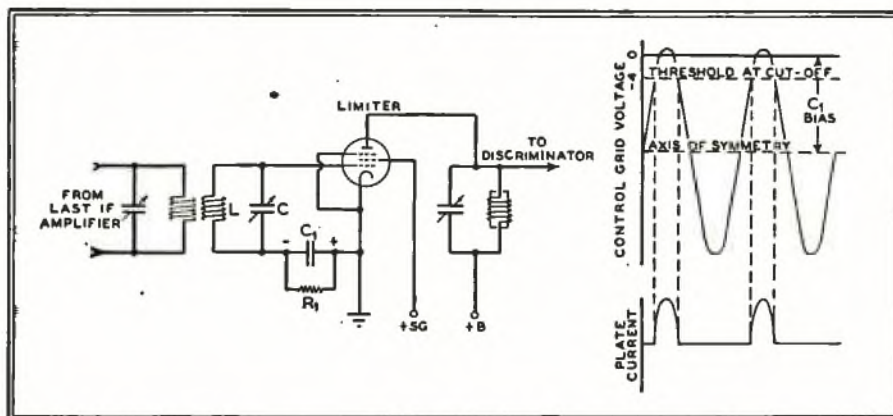 LIMITER
TO
DISCRIMINATOR
FROM
LAST IF
AMPLIFIER
L
C
- C1 +
R1
+SG
+B
CONTROL GRID VOLTAGE
0
-4
THRESHOLD AT CUT-OFF
C1
BIAS
AXIS OF SYMMETRY
PLATE
CURRENT